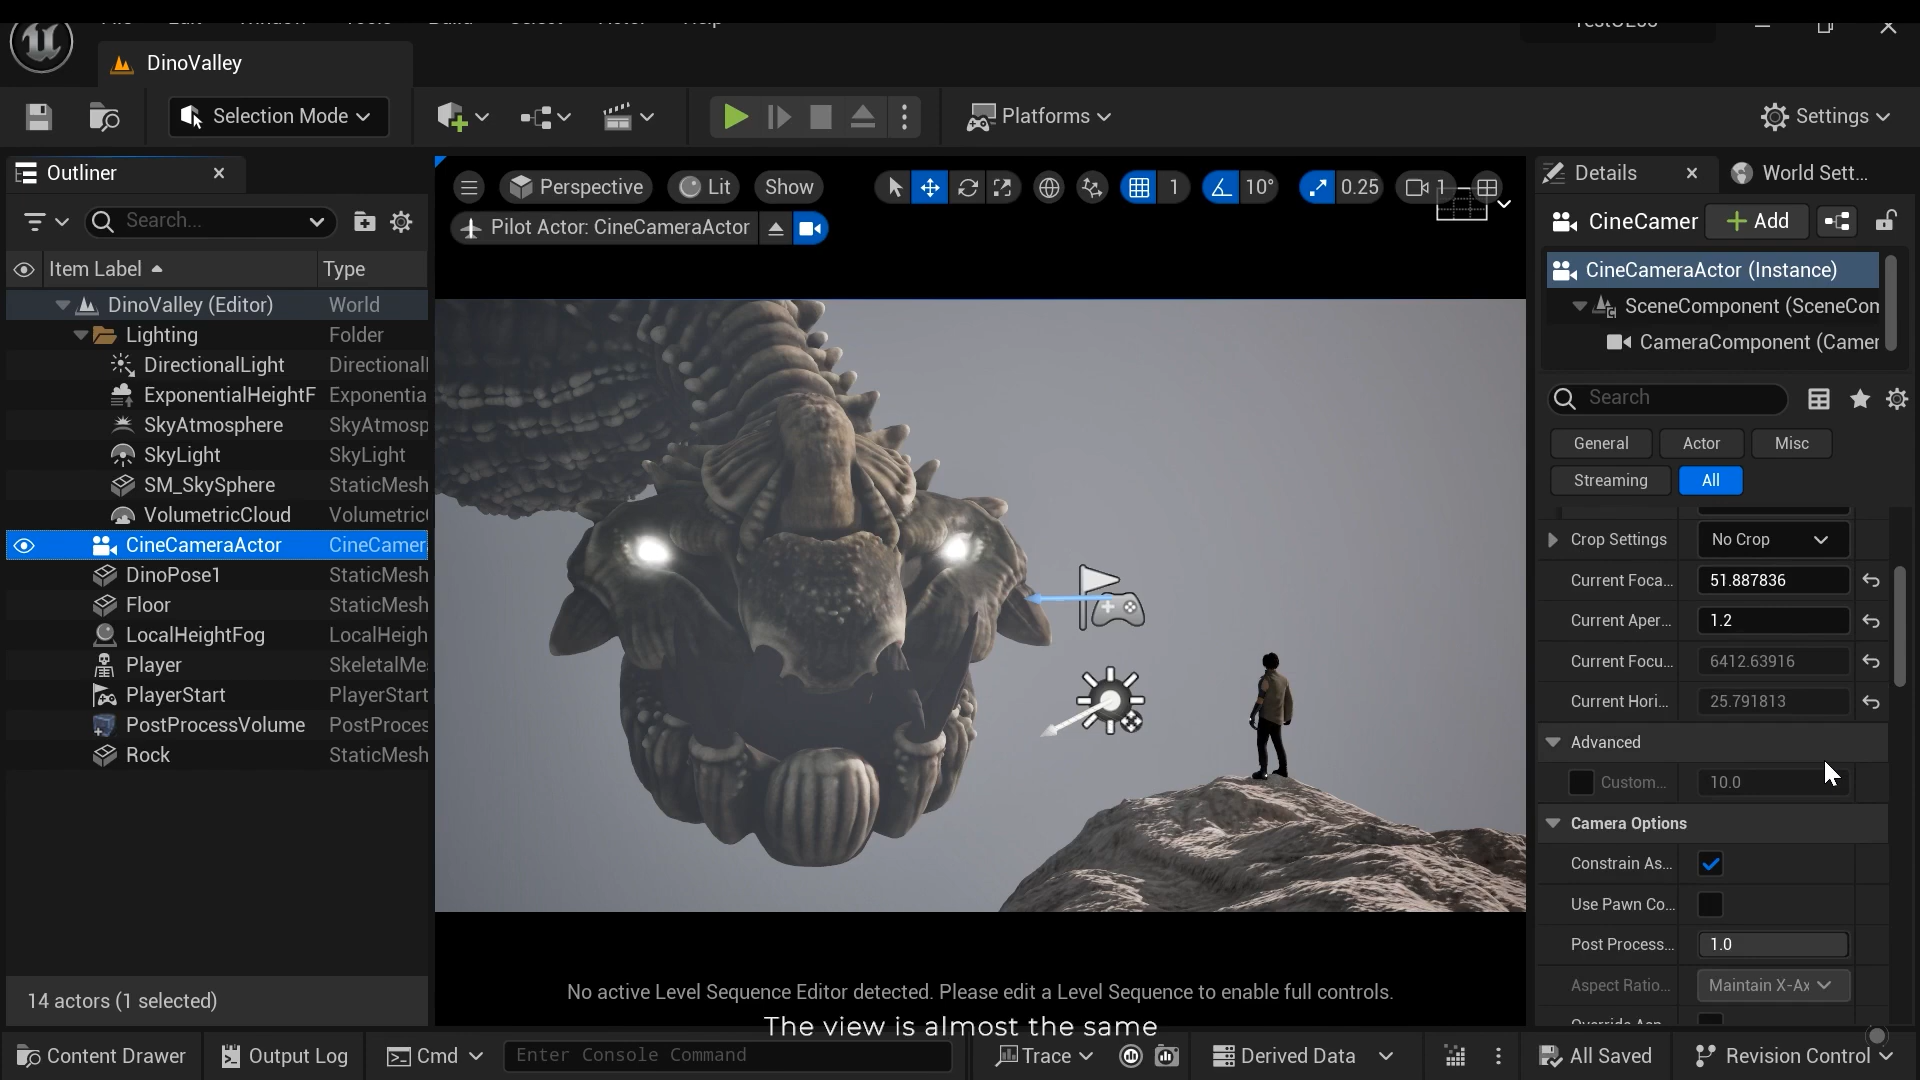 DinoValley
Selection Mode
Platforms
Settings
Outliner
Search...
Item Label
Type
DinoValley (Editor)
World
Lighting
Folder
DirectionalLight
Directional
ExponentialHeightF
Exponentia
SkyAtmosphere
SkyAtmosp
SkyLight
SkyLight
SM_SkySphere
StaticMesh
VolumetricCloud
Volumetric
CineCameraActor
CineCamer
DinoPose1
StaticMesh
Floor
StaticMesh
LocalHeightFog
LocalHeigh
Player
SkeletalMe
PlayerStart
PlayerStart
PostProcessVolume
PostProces
Rock
StaticMesh
14 actors (1 selected)
Perspective
Lit
Show
1
10°
0.25
1
Pilot Actor: CineCameraActor
No active Level Sequence Editor detected. Please edit a Level Sequence to enable full controls.
The view is almost the same
Details
World Sett...
CineCamer
Add
CineCameraActor (Instance)
SceneComponent (SceneCon
CameraComponent (Camer
Search
General
Actor
Misc
Streaming
All
Crop Settings
No Crop
Current Foca...
51.887836
Current Aper...
1.2
Current Focu...
6412.63916
Current Hori...
25.791813
Advanced
Custom...
10.0
Camera Options
Constrain As...
Use Pawn Co...
Post Process...
1.0
Aspect Ratio...
Maintain X-Ax
Content Drawer
Output Log
Cmd
Enter Console Command
Trace
Derived Data
All Saved
Revision Control